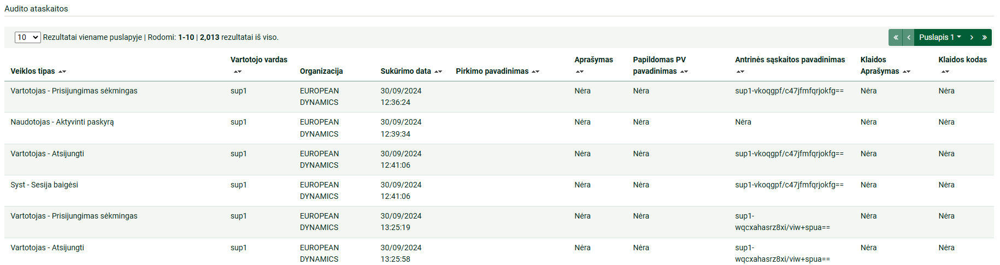 Audito ataskaitos
10 Rezultatai viename puslapyje | Rodomi: 1-10 | 2,013 rezultatai iš viso.
« ‹ Puslapis 1 › »
Veiklos tipas Vartotojo vardas Organizacija Sukūrimo data Pirkimo pavadinimas Aprašymas Papildomas PV pavadinimas Antrinės sąskaitos pavadinimas Klaidos Aprašymas Klaidos kodas
Vartotojas - Prisijungimas sėkmingas sup1 EUROPEAN DYNAMICS 30/09/2024 12:36:24 Nėra Nėra sup1-vkoqgpf/c47jfmfqrjokfg== Nėra Nėra
Naudotojas - Aktyvinti paskyrą sup1 EUROPEAN DYNAMICS 30/09/2024 12:39:34 Nėra Nėra Nėra Nėra Nėra
Vartotojas - Atsijungti sup1 EUROPEAN DYNAMICS 30/09/2024 12:41:06 Nėra Nėra sup1-vkoqgpf/c47jfmfqrjokfg== Nėra Nėra
Syst - Sesija baigėsi sup1 EUROPEAN DYNAMICS 30/09/2024 12:41:06 Nėra Nėra sup1-vkoqgpf/c47jfmfqrjokfg== Nėra Nėra
Vartotojas - Prisijungimas sėkmingas sup1 EUROPEAN DYNAMICS 30/09/2024 13:25:19 Nėra Nėra sup1-wqcxahasrz8xi/viw+spua== Nėra Nėra
Vartotojas - Atsijungti sup1 EUROPEAN DYNAMICS 30/09/2024 13:25:58 Nėra Nėra sup1-wqcxahasrz8xi/viw+spua== Nėra Nėra